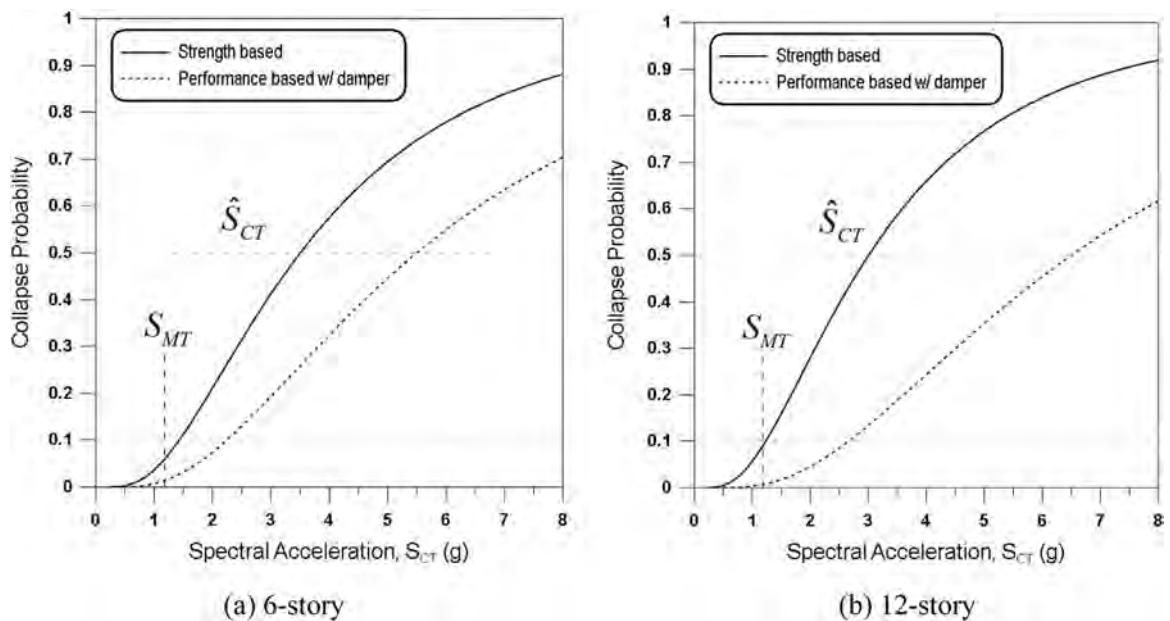 Strength based
Performance based w/ damper
Collapse Probability
1
0.9
0.8
0.7
0.6
0.5
0.4
0.3
0.2
0.1
0
Ŝ_CT
S_MT
0 1 2 3 4 5 6 7 8
Spectral Acceleration, S_CT (g)
(a) 6-story
Strength based
Performance based w/ damper
Collapse Probability
1
0.9
0.8
0.7
0.6
0.5
0.4
0.3
0.2
0.1
0
Ŝ_CT
S_MT
0 1 2 3 4 5 6 7 8
Spectral Acceleration, S_CT (g)
(b) 12-story